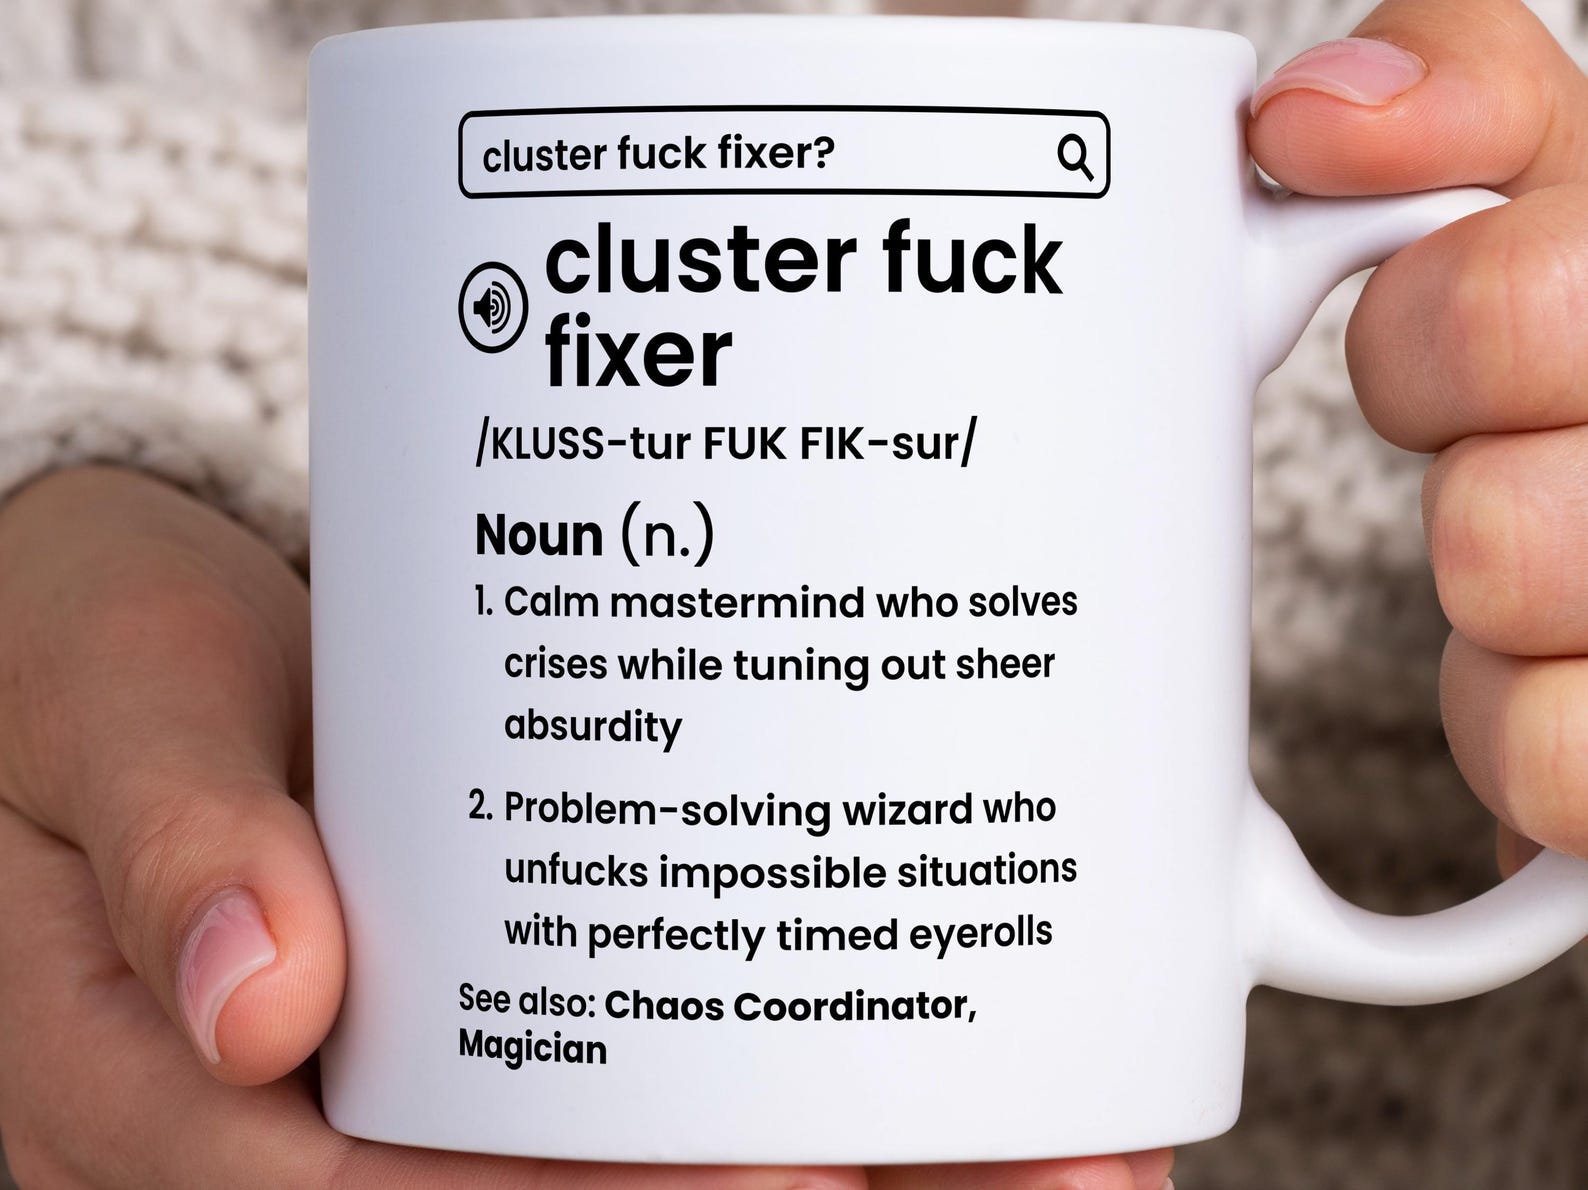 cluster fuck fixer?
cluster fuck
fixer
/KLUSS-tur FUK FIK-sur/
Noun (n.)
1. Calm mastermind who solves
crises while tuning out sheer
absurdity
2. Problem-solving wizard who
unfucks impossible situations
with perfectly timed eyerolls
See also: Chaos Coordinator,
Magician